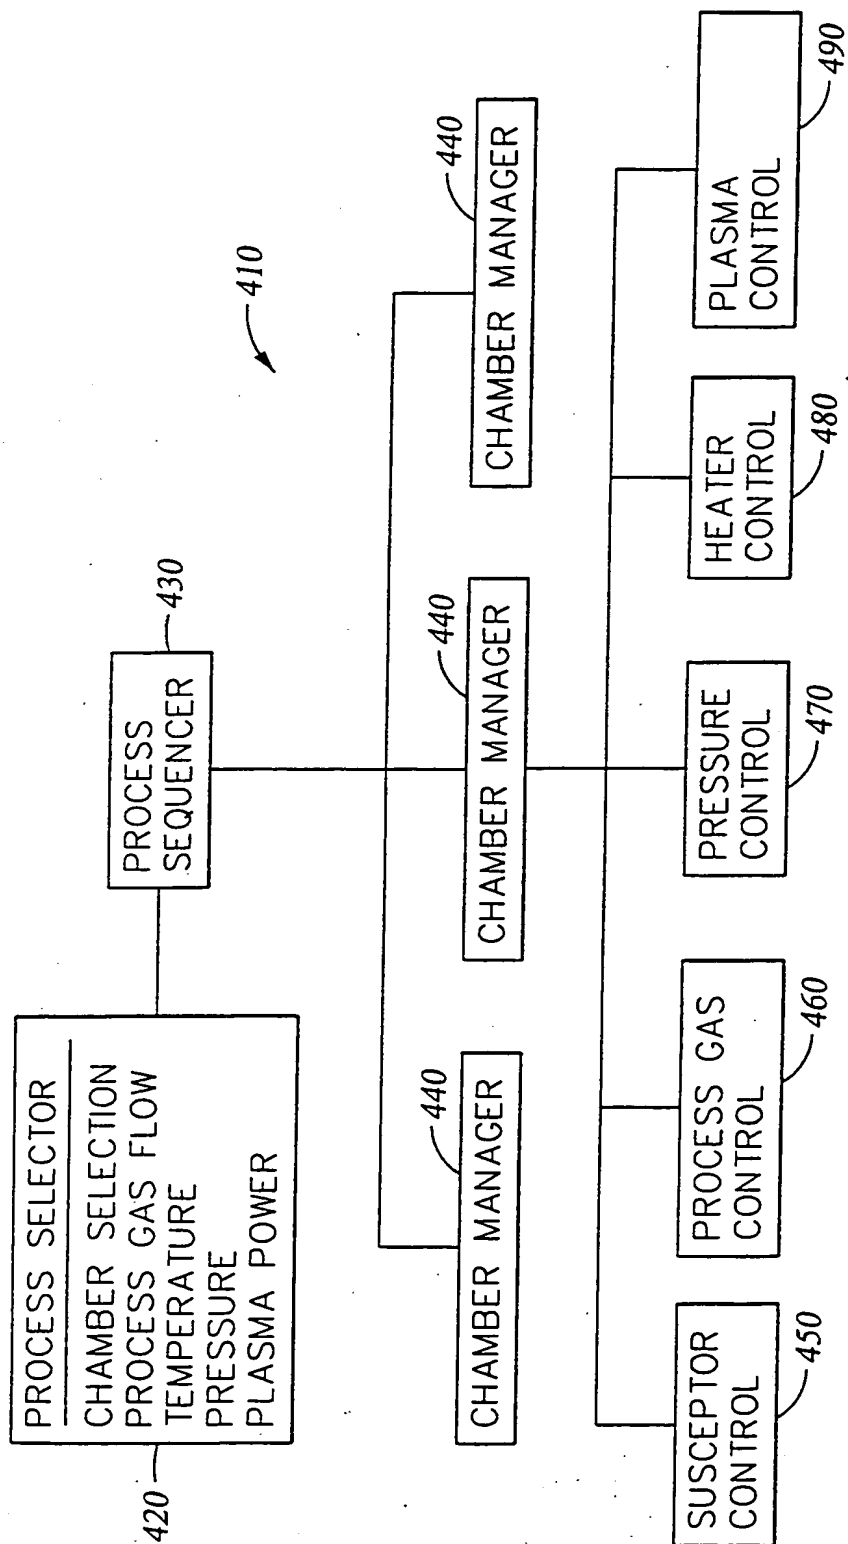 PROCESS SELECTOR
CHAMBER SELECTION
PROCESS GAS FLOW
TEMPERATURE
PRESSURE
PLASMA POWER
420
PROCESS
SEQUENCER
430
410
CHAMBER MANAGER
440
CHAMBER MANAGER
440
CHAMBER MANAGER
440
SUSCEPTOR
CONTROL
450
PROCESS GAS
CONTROL
460
PRESSURE
CONTROL
470
HEATER
CONTROL
480
PLASMA
CONTROL
490